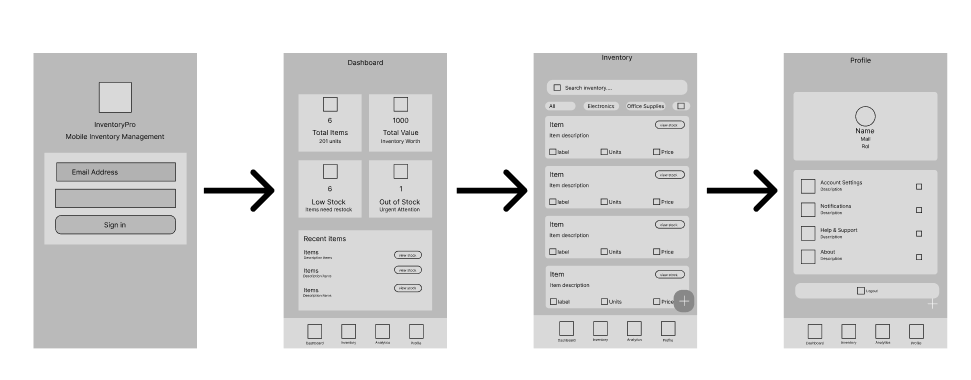 InventoryPro
Mobile Inventory Management
Email Address
Sign in
Dashboard
6
Total Items
201 units
1000
Total Value
Inventory Worth
6
Low Stock
Items need restock
1
Out of Stock
Urgent Attention
Recent items
Items
Description Items
view stock
Items
Description Items
view stock
Items
Description Items
view stock
Dashboard
Inventory
Analytics
Profile
Inventory
Search inventory....
All
Electronics
Office Supplies
Item
view stock
Item description
label
Units
Price
Item
view stock
Item description
label
Units
Price
Item
view stock
Item description
label
Units
Price
Item
view stock
Item description
label
Units
Price
Dashboard
Inventory
Analytics
Profile
Profile
Name
Mail
Rol
Account Settings
Description
Notifications
Description
Help & Support
Description
About
Description
Logout
Dashboard
Inventory
Analytics
Profile